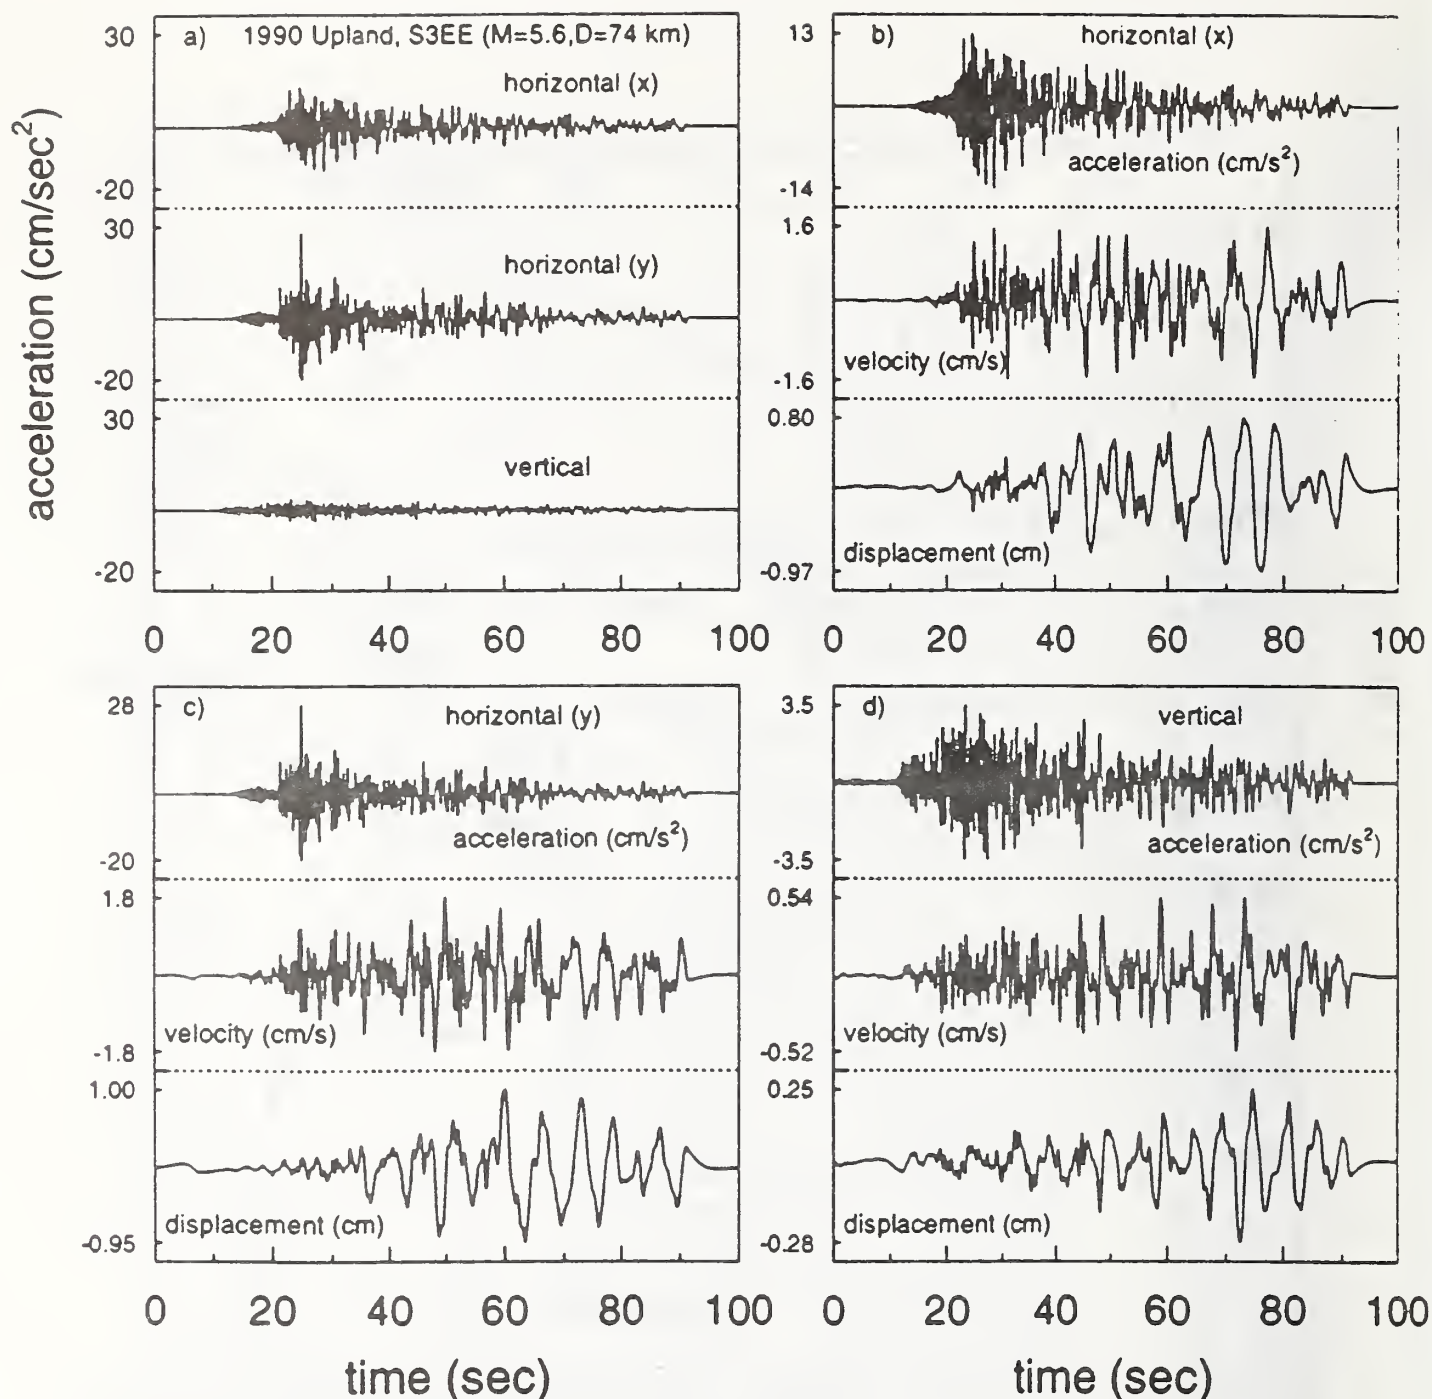 acceleration (cm/sec²)
a) 1990 Upland, S3EE (M=5.6,D=74 km)
30
horizontal (x)
-20
30
horizontal (y)
-20
30
vertical
-20
0 20 40 60 80 100
b) horizontal (x)
13
acceleration (cm/s²)
-14
1.6
velocity (cm/s)
-1.6
0.80
displacement (cm)
-0.97
0 20 40 60 80 100
c) horizontal (y)
28
acceleration (cm/s²)
-20
1.8
velocity (cm/s)
-1.8
1.00
displacement (cm)
-0.95
0 20 40 60 80 100
time (sec)
d) vertical
3.5
acceleration (cm/s²)
-3.5
0.54
velocity (cm/s)
-0.52
0.25
displacement (cm)
-0.28
0 20 40 60 80 100
time (sec)